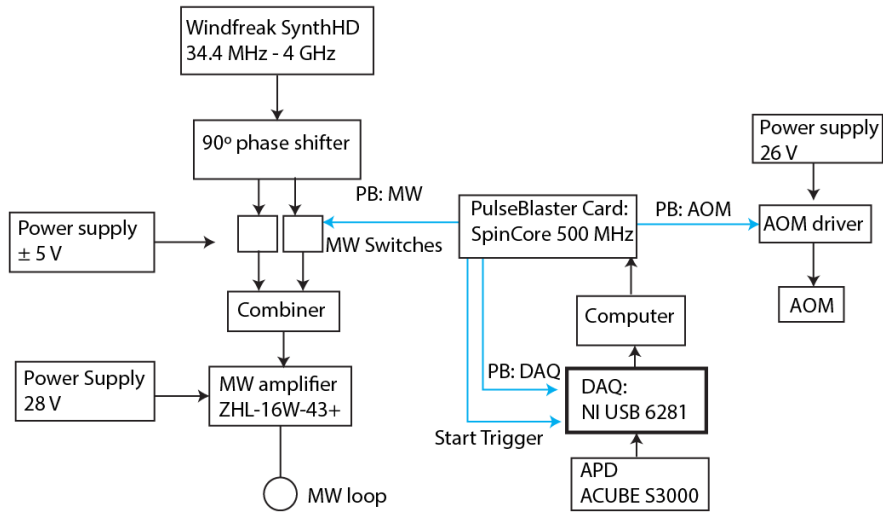 Windfreak SynthHD
34.4 MHz - 4 GHz
90º phase shifter
Power supply
26 V
PB: MW
PulseBlaster Card:
SpinCore 500 MHz
PB: AOM
AOM driver
Power supply
± 5 V
MW Switches
Combiner
Computer
AOM
Power Supply
28 V
MW amplifier
ZHL-16W-43+
PB: DAQ
DAQ:
NI USB 6281
Start Trigger
APD
ACUBE S3000
MW loop